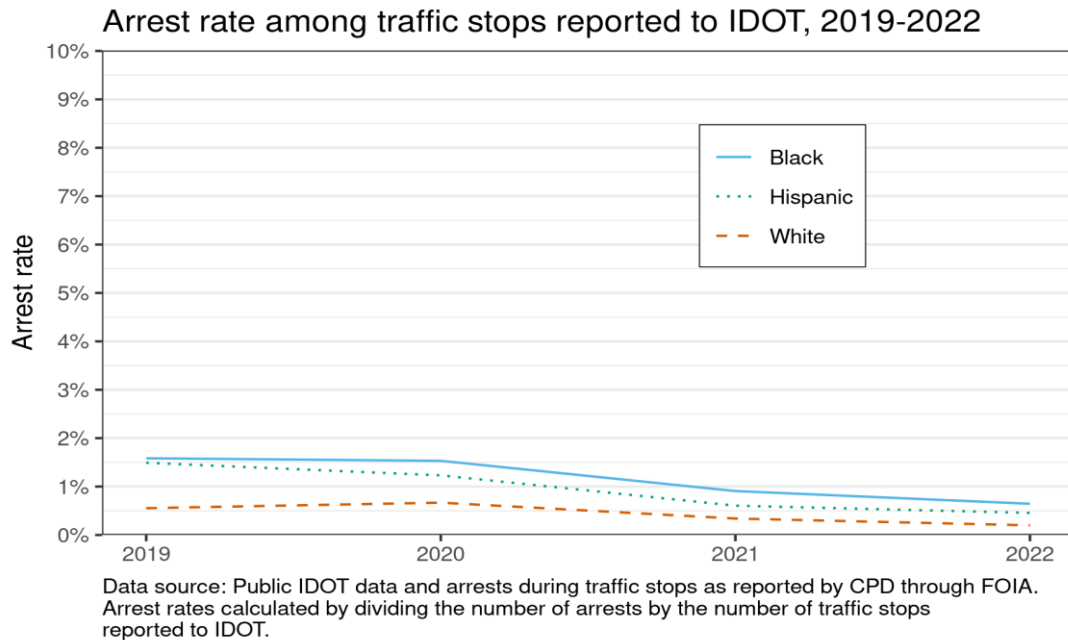 Arrest rate among traffic stops reported to IDOT, 2019-2022
10%
9%
8%
7%
6%
5%
4%
3%
2%
1%
0%
Arrest rate
Black
Hispanic
White
2019 2020 2021 2022
Data source: Public IDOT data and arrests during traffic stops as reported by CPD through FOIA.
Arrest rates calculated by dividing the number of arrests by the number of traffic stops
reported to IDOT.